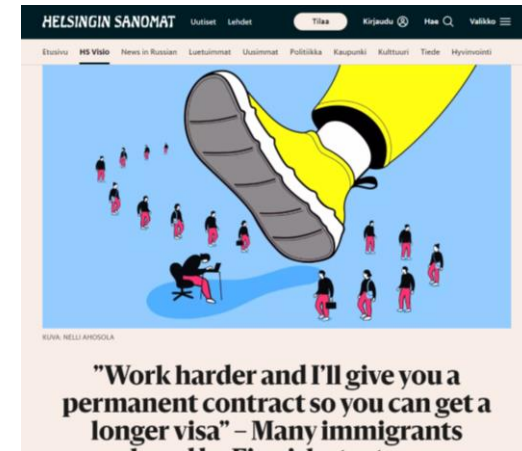 HELSINGIN SANOMAT Uutiset Lehdet Tilaa Kirjaudu Hae Valikko
Etusivu HS Visio News in Russian Luetuimmat Uusimmat Politiikka Kaupunki Kulttuuri Tiede Hyvinvointi
KUVA: NELLI AHOSOLA
”Work harder and I’ll give you a
permanent contract so you can get a
longer visa” – Many immigrants